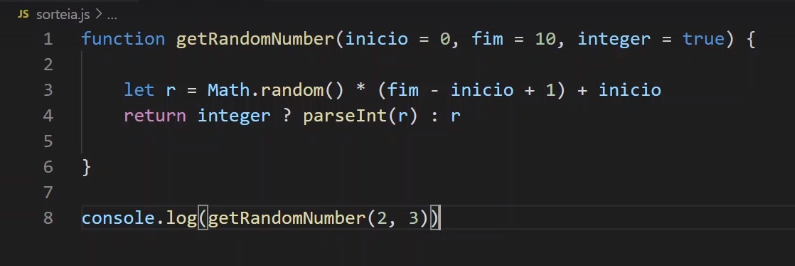 JS sorteia.js > ...
1 function getRandomNumber(inicio = 0, fim = 10, integer = true) {
2
3 let r = Math.random() * (fim - inicio + 1) + inicio
4 return integer ? parseInt(r) : r
5
6 }
7
8 console.log(getRandomNumber(2, 3))